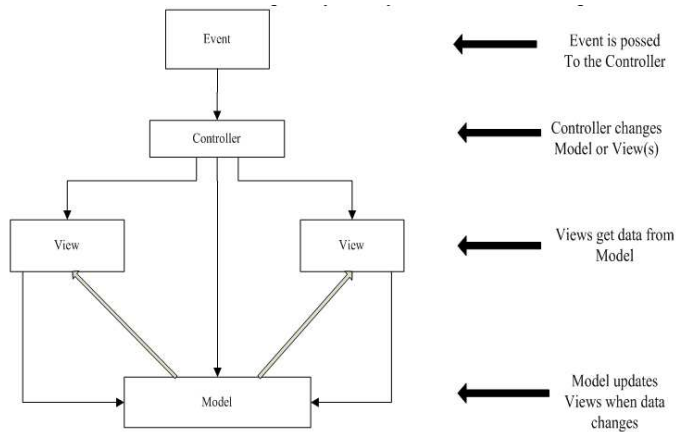 Event
Event is possed
To the Controller
Controller
Controller changes
Model or View(s)
View
View
Views get data from
Model
Model
Model updates
Views when data
changes